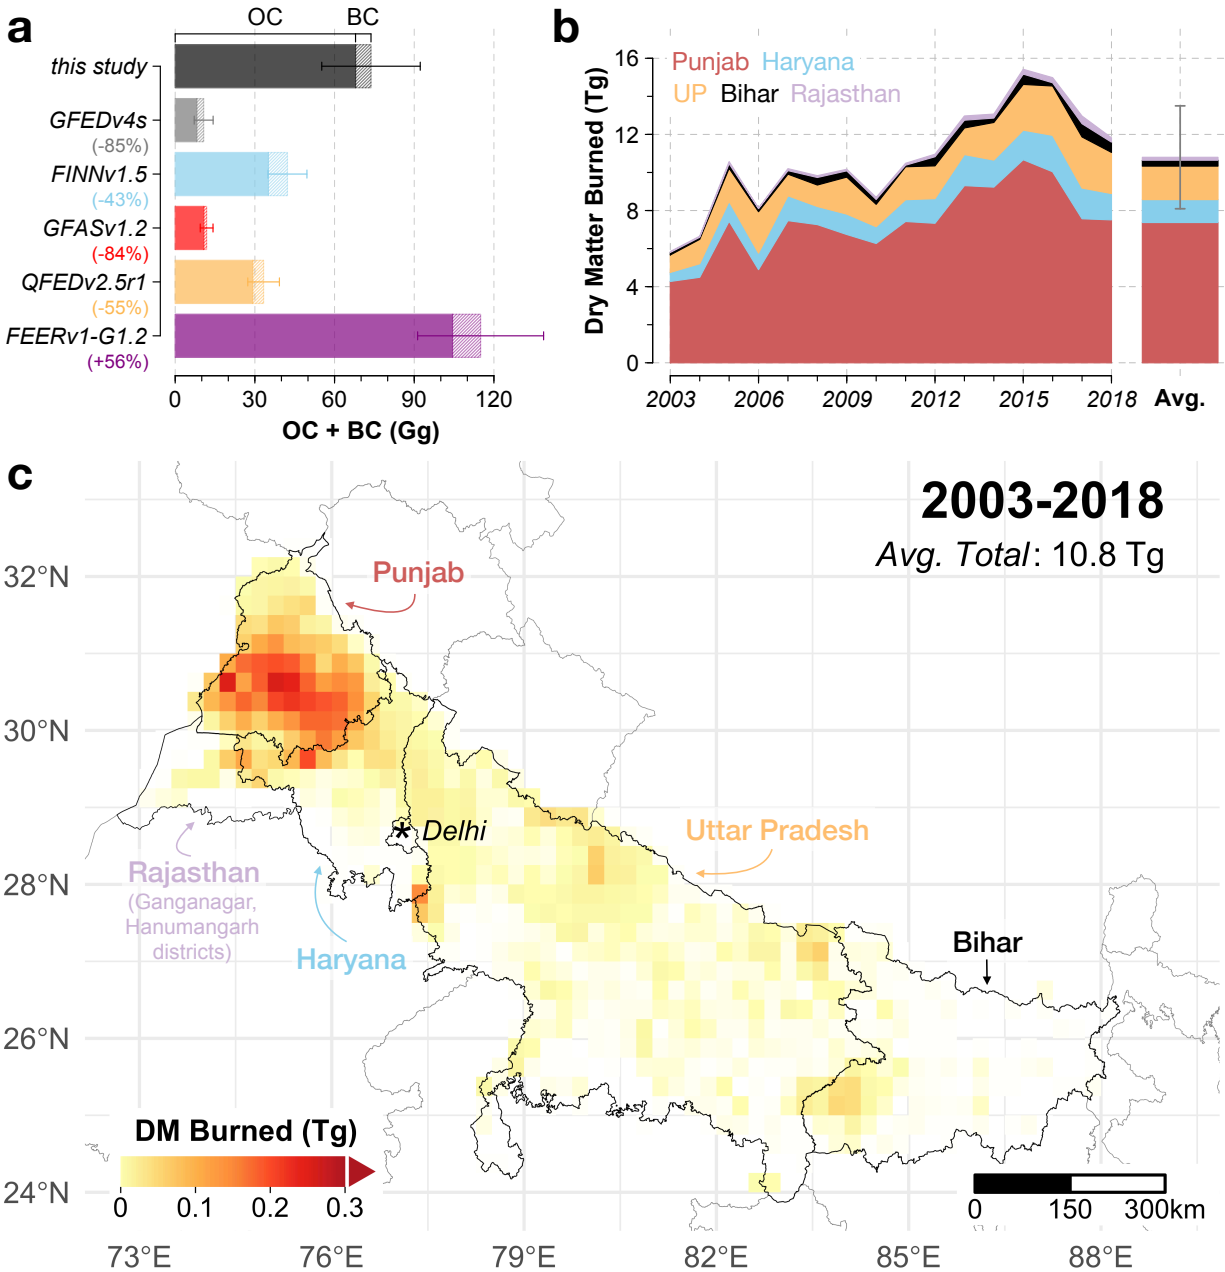 a
OC BC
this study
GFEDv4s
(-85%)
FINNv1.5
(-43%)
GFASv1.2
(-84%)
QFEDv2.5r1
(-55%)
FEERv1-G1.2
(+56%)
0 30 60 90 120
OC + BC (Gg)
b
Dry Matter Burned (Tg)
16
12
8
4
0
Punjab Haryana
UP Bihar Rajasthan
2003 2006 2009 2012 2015 2018 Avg.
c
2003-2018
Avg. Total: 10.8 Tg
32°N
30°N
28°N
26°N
24°N
Punjab
* Delhi
Uttar Pradesh
Rajasthan
(Ganganagar,
Hanumangarh
districts)
Haryana
Bihar
DM Burned (Tg)
0 0.1 0.2 0.3
0 150 300km
73°E 76°E 79°E 82°E 85°E 88°E